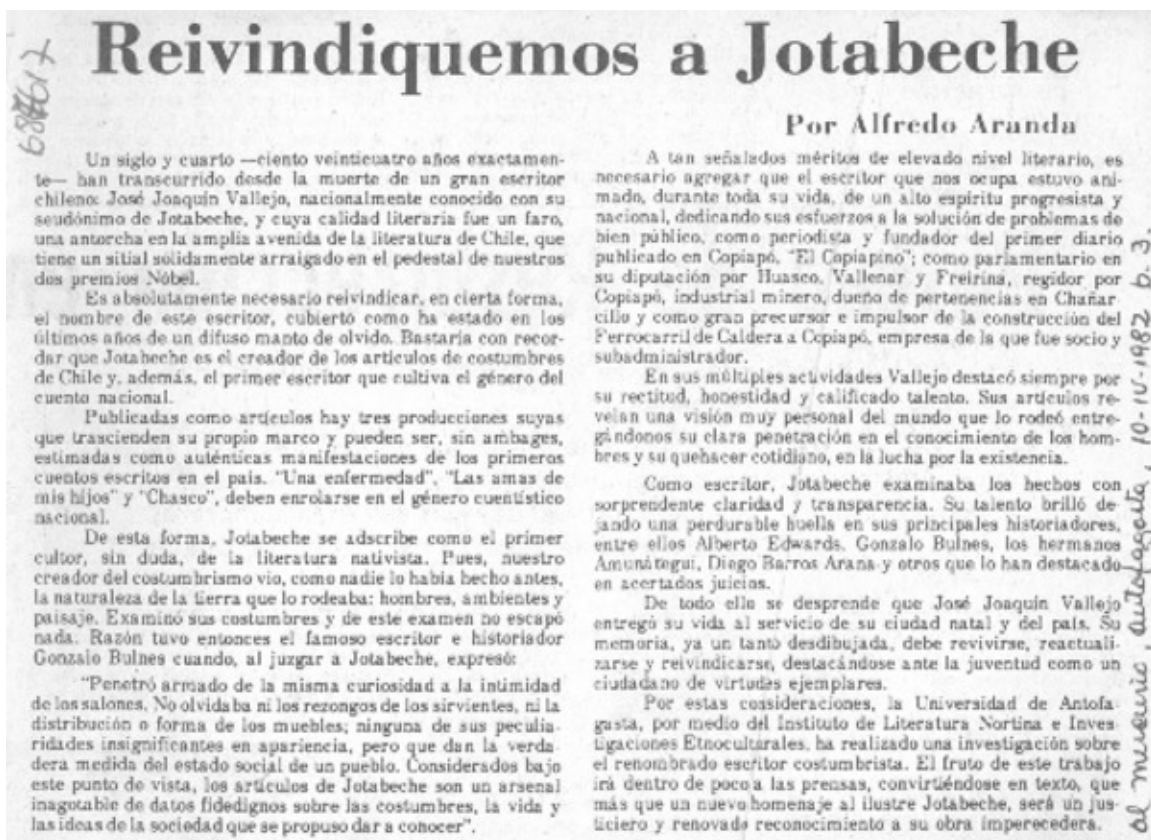 Reivindiquemos a Jotabeche
Por Alfredo Aranda
Un siglo y cuarto —ciento veinticuatro años exactamen-
te— han transcurrido desde la muerte de un gran escritor
chileno: José Joaquín Vallejo, nacionalmente conocido con su
seudónimo de Jotabeche, y cuya calidad literaria fue un faro,
una antorcha en la amplia avenida de la literatura de Chile, que
tiene un sitial solidamente arraigado en el pedestal de nuestros
dos premios Nóbel.
Es absolutamente necesario reivindicar, en cierta forma,
el nombre de este escritor, cubierto como ha estado en los
últimos años de un difuso manto de olvido. Bastaría con recor-
dar que Jotabeche es el creador de los artículos de costumbres
de Chile y, además, el primer escritor que cultiva el género del
cuento nacional.
Publicadas como artículos hay tres producciones suyas
que trascienden su propio marco y pueden ser, sin ambages,
estimadas como auténticas manifestaciones de los primeros
cuentos escritos en el país. "Una enfermedad", "Las amas de
mis hijos" y "Chasco", deben enrolarse en el género cuentístico
nacional.
De esta forma, Jotabeche se adscribe como el primer
cultor, sin duda, de la literatura nativista. Pues, nuestro
creador del costumbrismo vio, como nadie lo había hecho antes,
la naturaleza de la tierra que lo rodeaba: hombres, ambientes y
paisaje. Examinó sus costumbres y de este examen no escapó
nada. Razón tuvo entonces el famoso escritor e historiador
Gonzalo Bulnes cuando, al juzgar a Jotabeche, expresó:
"Penetró armado de la misma curiosidad a la intimidad
de los salones. No olvidaba ni los rezongos de los sirvientes, ni la
distribución o forma de los muebles; ninguna de sus peculia-
ridades insignificantes en apariencia, pero que dan la verda-
dera medida del estado social de un pueblo. Considerados bajo
este punto de vista, los artículos de Jotabeche son un arsenal
inagotable de datos fidedignos sobre las costumbres, la vida y
las ideas de la sociedad que se propuso dar a conocer".
A tan señalados méritos de elevado nivel literario, es
necesario agregar que el escritor que nos ocupa estuvo ani-
mado, durante toda su vida, de un alto espíritu progresista y
nacional, dedicando sus esfuerzos a la solución de problemas de
bien público, como periodista y fundador del primer diario
publicado en Copiapó, "El Copiapino"; como parlamentario en
su diputación por Huasco, Vallenar y Freirina, regidor por
Copiapó, industrial minero, dueño de pertenencias en Chañar
cillo y como gran precursor e impulsor de la construcción del
Ferrocarril de Caldera a Copiapó, empresa de la que fue socio y
subadministrador.
En sus múltiples actividades Vallejo destacó siempre por
su rectitud, honestidad y calificado talento. Sus artículos re-
velan una visión muy personal del mundo que lo rodeó entre-
gándonos su clara penetración en el conocimiento de los hom-
bres y su quehacer cotidiano, en la lucha por la existencia.
Como escritor, Jotabeche examinaba los hechos con
sorprendente claridad y transparencia. Su talento brilló de-
jando una perdurable huella en sus principales historiadores,
entre ellos Alberto Edwards, Gonzalo Bulnes, los hermanos
Amunátegui, Diego Barros Arana y otros que lo han destacado
en acertados juicios.
De todo ello se desprende que José Joaquín Vallejo
entregó su vida al servicio de su ciudad natal y del país. Su
memoria, ya un tanto desdibujada, debe revivirse, reactuali-
zarse y reivindicarse, destacándose ante la juventud como un
ciudadano de virtudes ejemplares.
Por estas consideraciones, la Universidad de Antofa-
gasta, por medio del Instituto de Literatura Nortina e Inves-
tigaciones Etnoculturales, ha realizado una investigación sobre
el renombrado escritor costumbrista. El fruto de este trabajo
irá dentro de poco a las prensas, convirtiéndose en texto, que
más que un nuevo homenaje al ilustre Jotabeche, será un jus-
ticiero y renovado reconocimiento a su obra imperecedera.
El Mercurio, Antofagasta, 10-IV-1982 p. 3.